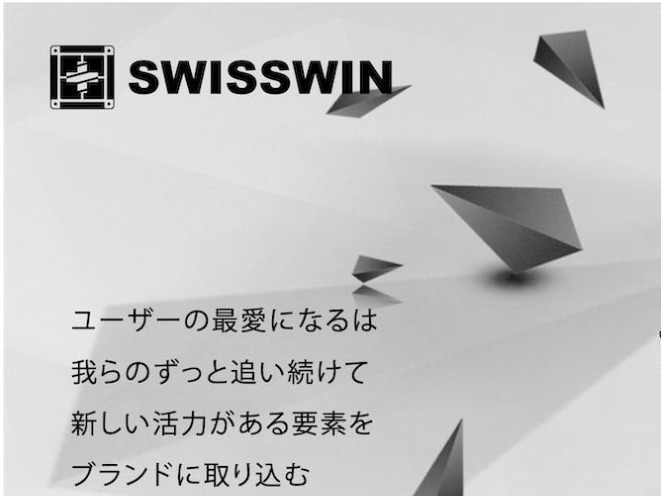 SWISSWIN
ユーザーの最愛になるは
我らのずっと追い続けて
新しい活力がある要素を
ブランドに取り込む